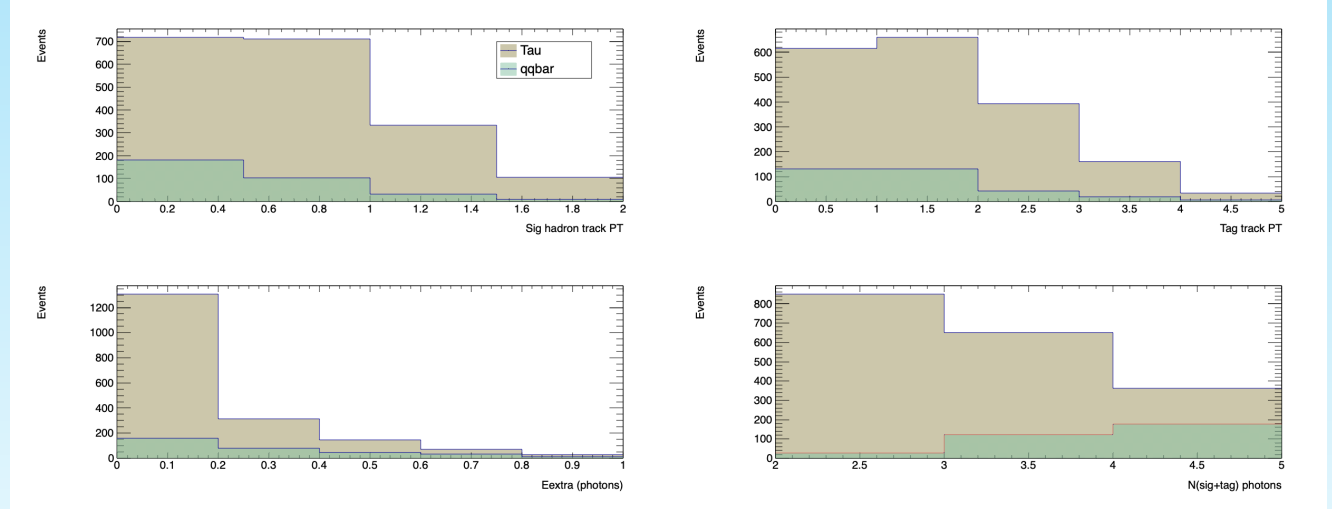 Events
700
600
500
400
300
200
100
0
0 0.2 0.4 0.6 0.8 1 1.2 1.4 1.6 1.8 2
Sig hadron track PT
Tau
qqbar
Events
600
500
400
300
200
100
0
0 0.5 1 1.5 2 2.5 3 3.5 4 4.5 5
Tag track PT
Events
1200
1000
800
600
400
200
0
0 0.1 0.2 0.3 0.4 0.5 0.6 0.7 0.8 0.9 1
Eextra (photons)
Events
800
700
600
500
400
300
200
100
0
2 2.5 3 3.5 4 4.5 5
N(sig+tag) photons